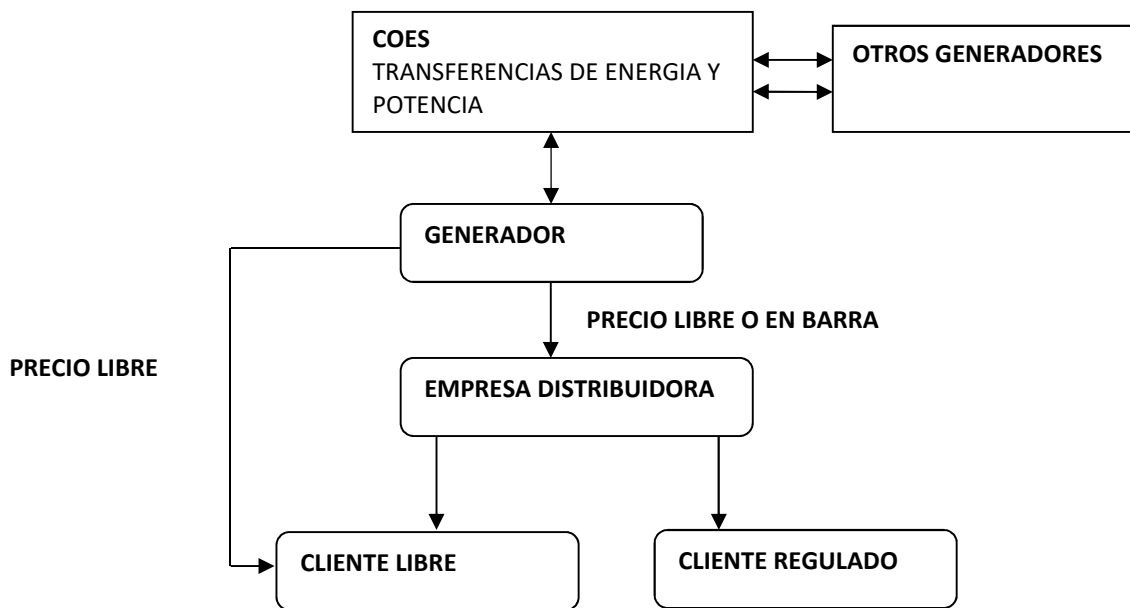 COES
TRANSFERENCIAS DE ENERGIA Y
POTENCIA
OTROS GENERADORES
GENERADOR
PRECIO LIBRE O EN BARRA
PRECIO LIBRE
EMPRESA DISTRIBUIDORA
CLIENTE LIBRE
CLIENTE REGULADO